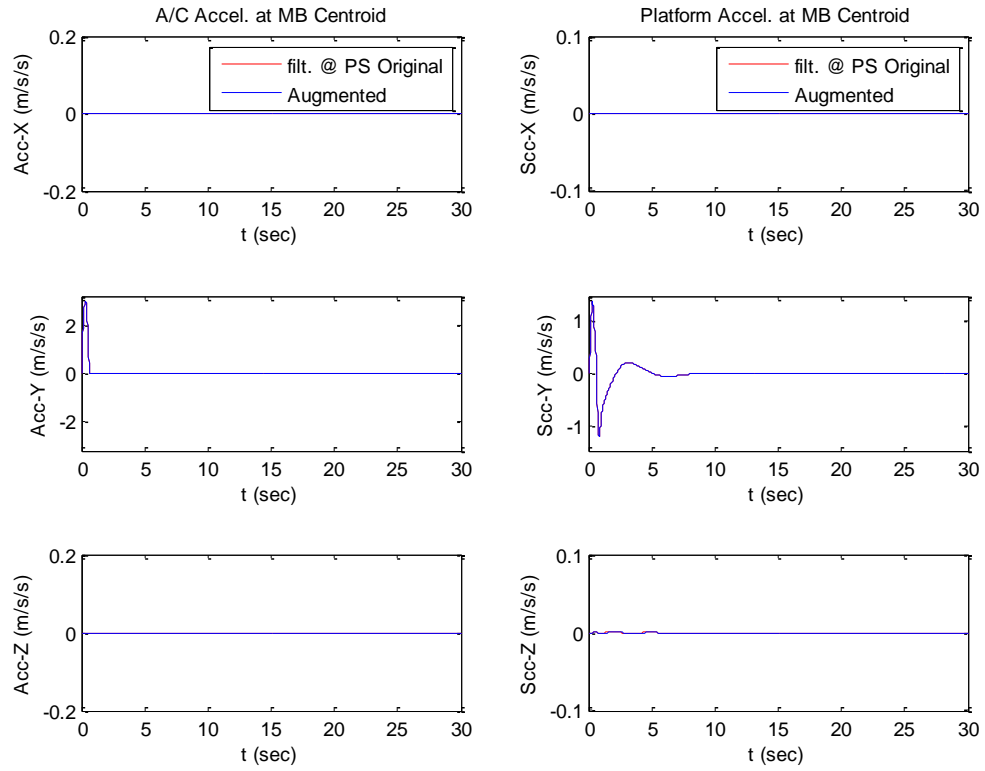 A/C Accel. at MB Centroid
0.2
0
-0.2
Acc-X (m/s/s)
filt. @ PS Original
Augmented
0 5 10 15 20 25 30
t (sec)
Platform Accel. at MB Centroid
0.1
0
-0.1
Scc-X (m/s/s)
filt. @ PS Original
Augmented
0 5 10 15 20 25 30
t (sec)
2
0
-2
Acc-Y (m/s/s)
0 5 10 15 20 25 30
t (sec)
1
0
-1
Scc-Y (m/s/s)
0 5 10 15 20 25 30
t (sec)
0.2
0
-0.2
Acc-Z (m/s/s)
0 5 10 15 20 25 30
t (sec)
0.1
0
-0.1
Scc-Z (m/s/s)
0 5 10 15 20 25 30
t (sec)